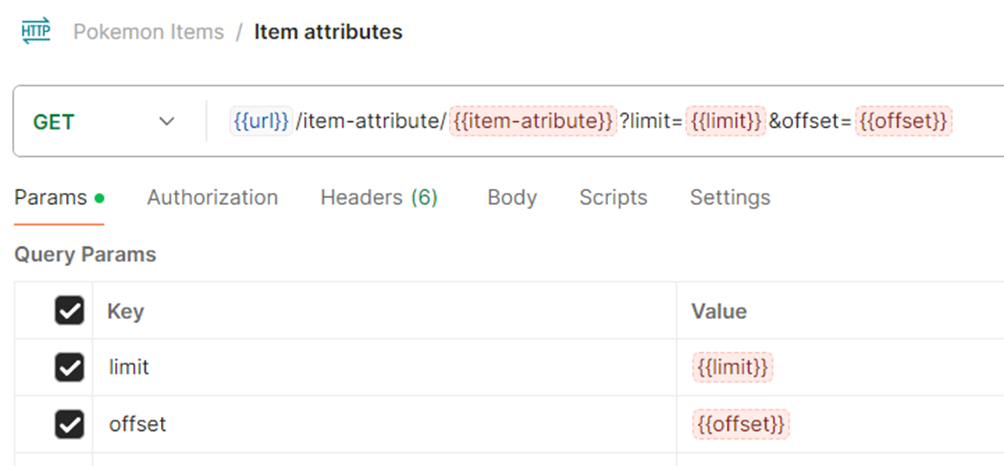 HTTP Pokemon Items / Item attributes
GET {{url}}/item-attribute/{{item-atribute}}?limit={{limit}}&offset={{offset}}
Params Authorization Headers (6) Body Scripts Settings
Query Params
Key Value
limit {{limit}}
offset {{offset}}